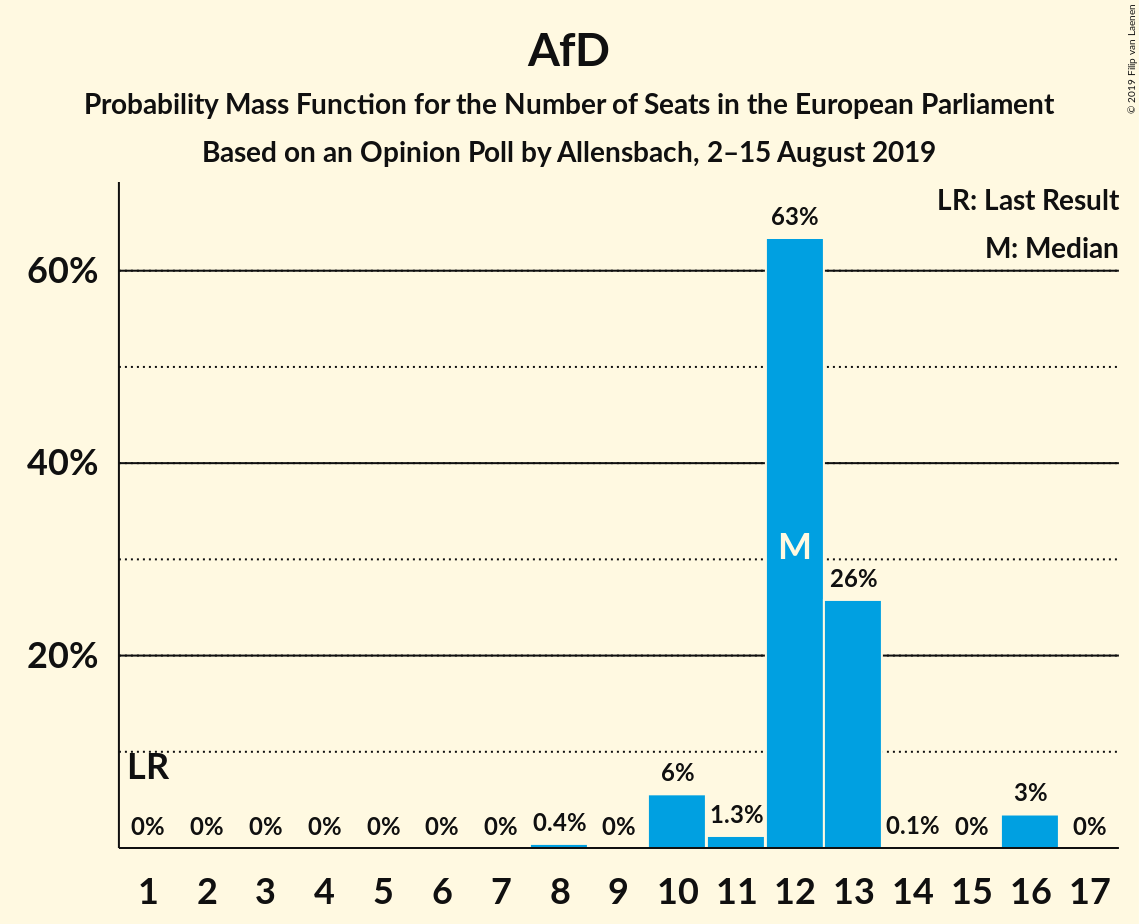 AfD
Probability Mass Function for the Number of Seats in the European Parliament
Based on an Opinion Poll by Allensbach, 2–15 August 2019
© 2019 Filip van Laenen
LR: Last Result
M: Median
60%
40%
20%
LR
M
0% 0% 0% 0% 0% 0% 0% 0.4% 0% 6% 1.3% 63% 26% 0.1% 0% 3% 0%
1 2 3 4 5 6 7 8 9 10 11 12 13 14 15 16 17